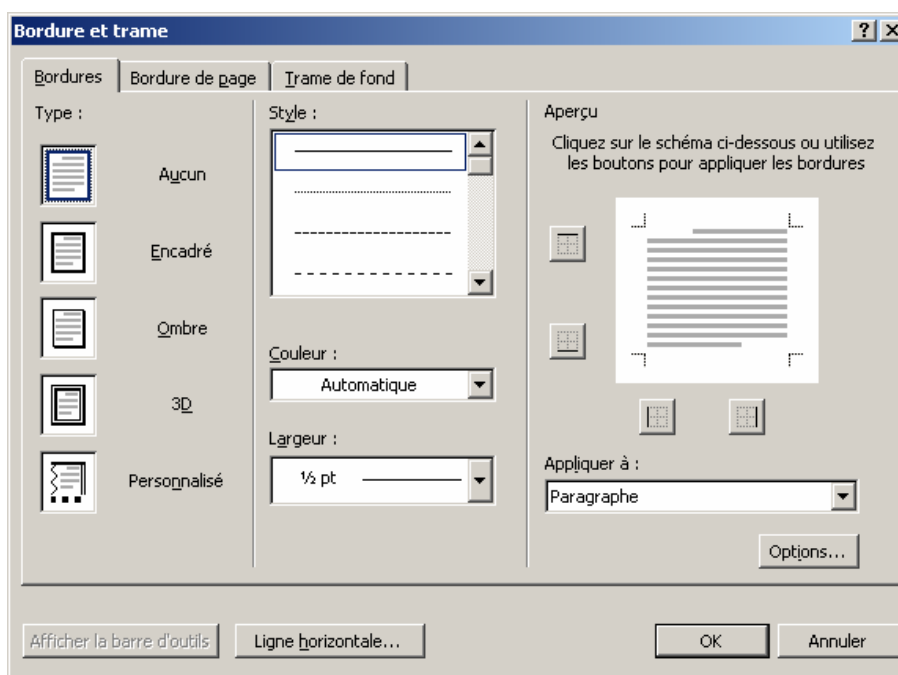 Bordure et trame
Bordures Bordure de page Trame de fond
Type :
Aucun
Encadré
Ombre
3D
Personnalisé
Style :
Couleur :
Automatique
Largeur :
½ pt
Aperçu
Cliquez sur le schéma ci-dessous ou utilisez
les boutons pour appliquer les bordures
Appliquer à :
Paragraphe
Options...
Afficher la barre d'outils Ligne horizontale... OK Annuler